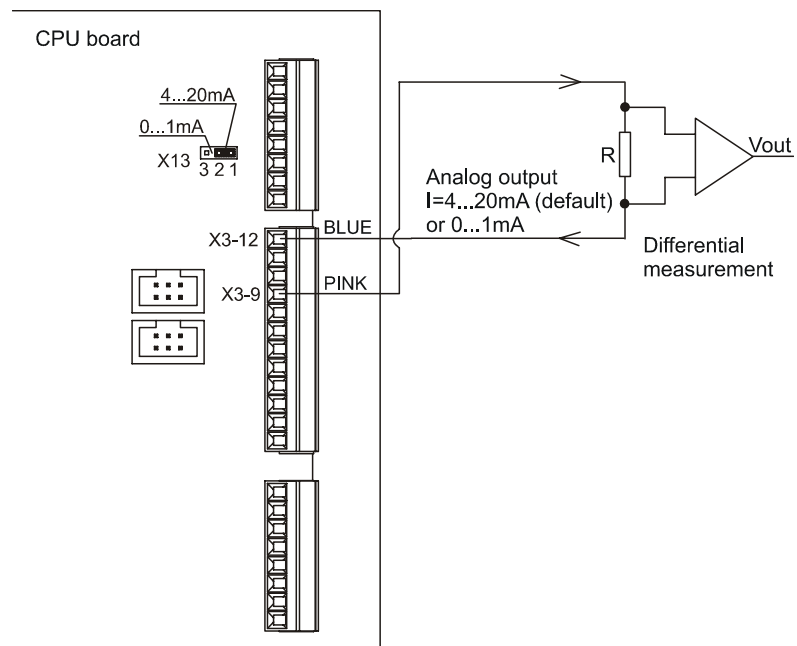 CPU board
4...20mA
0...1mA
X13
3 2 1
X3-12
BLUE
X3-9
PINK
Analog output
I=4...20mA (default)
or 0...1mA
R
Vout
Differential
measurement